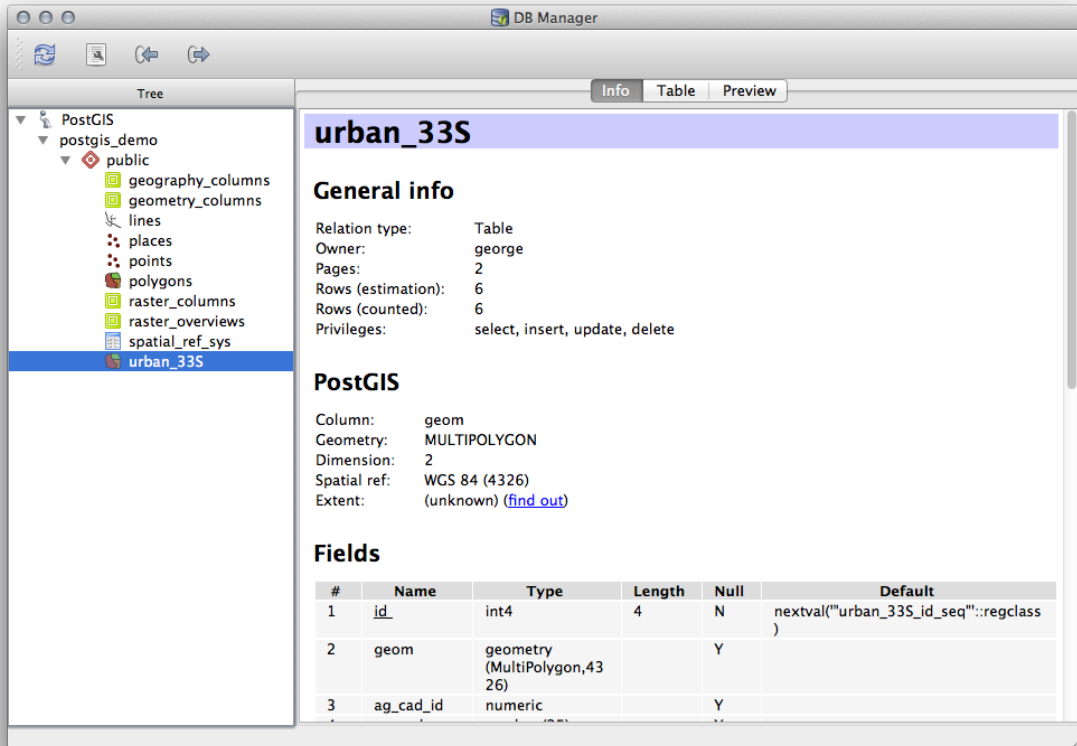 DB Manager
Tree
Info Table Preview
PostGIS
postgis_demo
public
geography_columns
geometry_columns
lines
places
points
polygons
raster_columns
raster_overviews
spatial_ref_sys
urban_33S
urban_33S
General info
Relation type: Table
Owner: george
Pages: 2
Rows (estimation): 6
Rows (counted): 6
Privileges: select, insert, update, delete
PostGIS
Column: geom
Geometry: MULTIPOLYGON
Dimension: 2
Spatial ref: WGS 84 (4326)
Extent: (unknown) (find out)
Fields
# Name Type Length Null Default
1 id int4 4 N nextval('"urban_33S_id_seq"'::regclass
)
2 geom geometry Y
(MultiPolygon,43
26)
3 ag_cad_id numeric Y